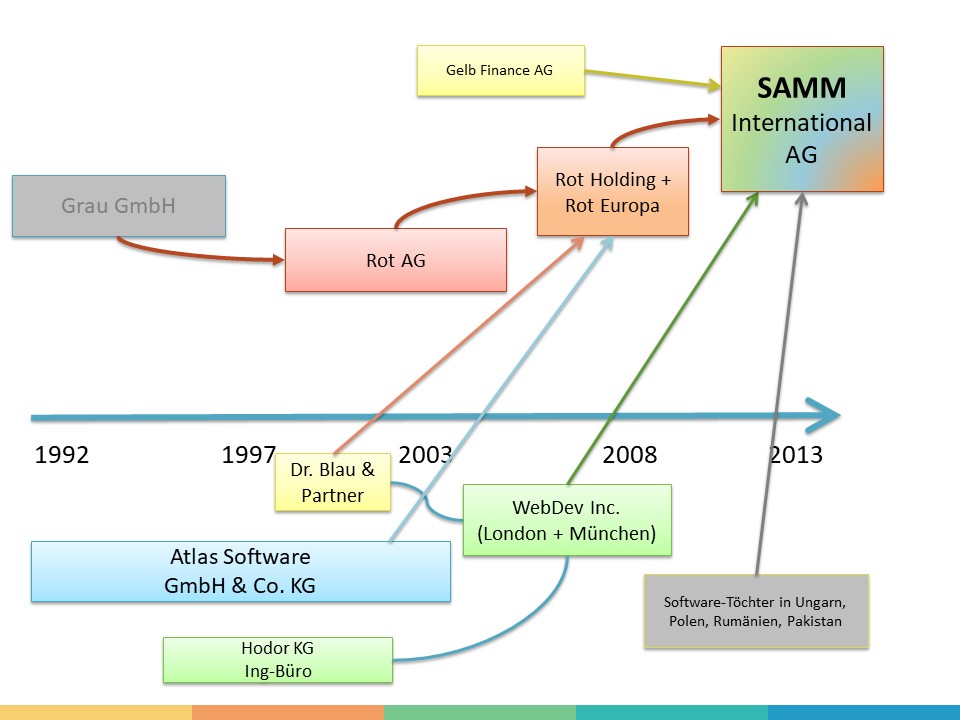 Gelb Finance AG
SAMM
International
AG
Rot Holding +
Rot Europa
Grau GmbH
Rot AG
1992
1997
2003
2008
2013
Dr. Blau &
Partner
WebDev Inc.
(London + München)
Atlas Software
GmbH & Co. KG
Software-Töchter in Ungarn,
Polen, Rumänien, Pakistan
Hodor KG
Ing-Büro